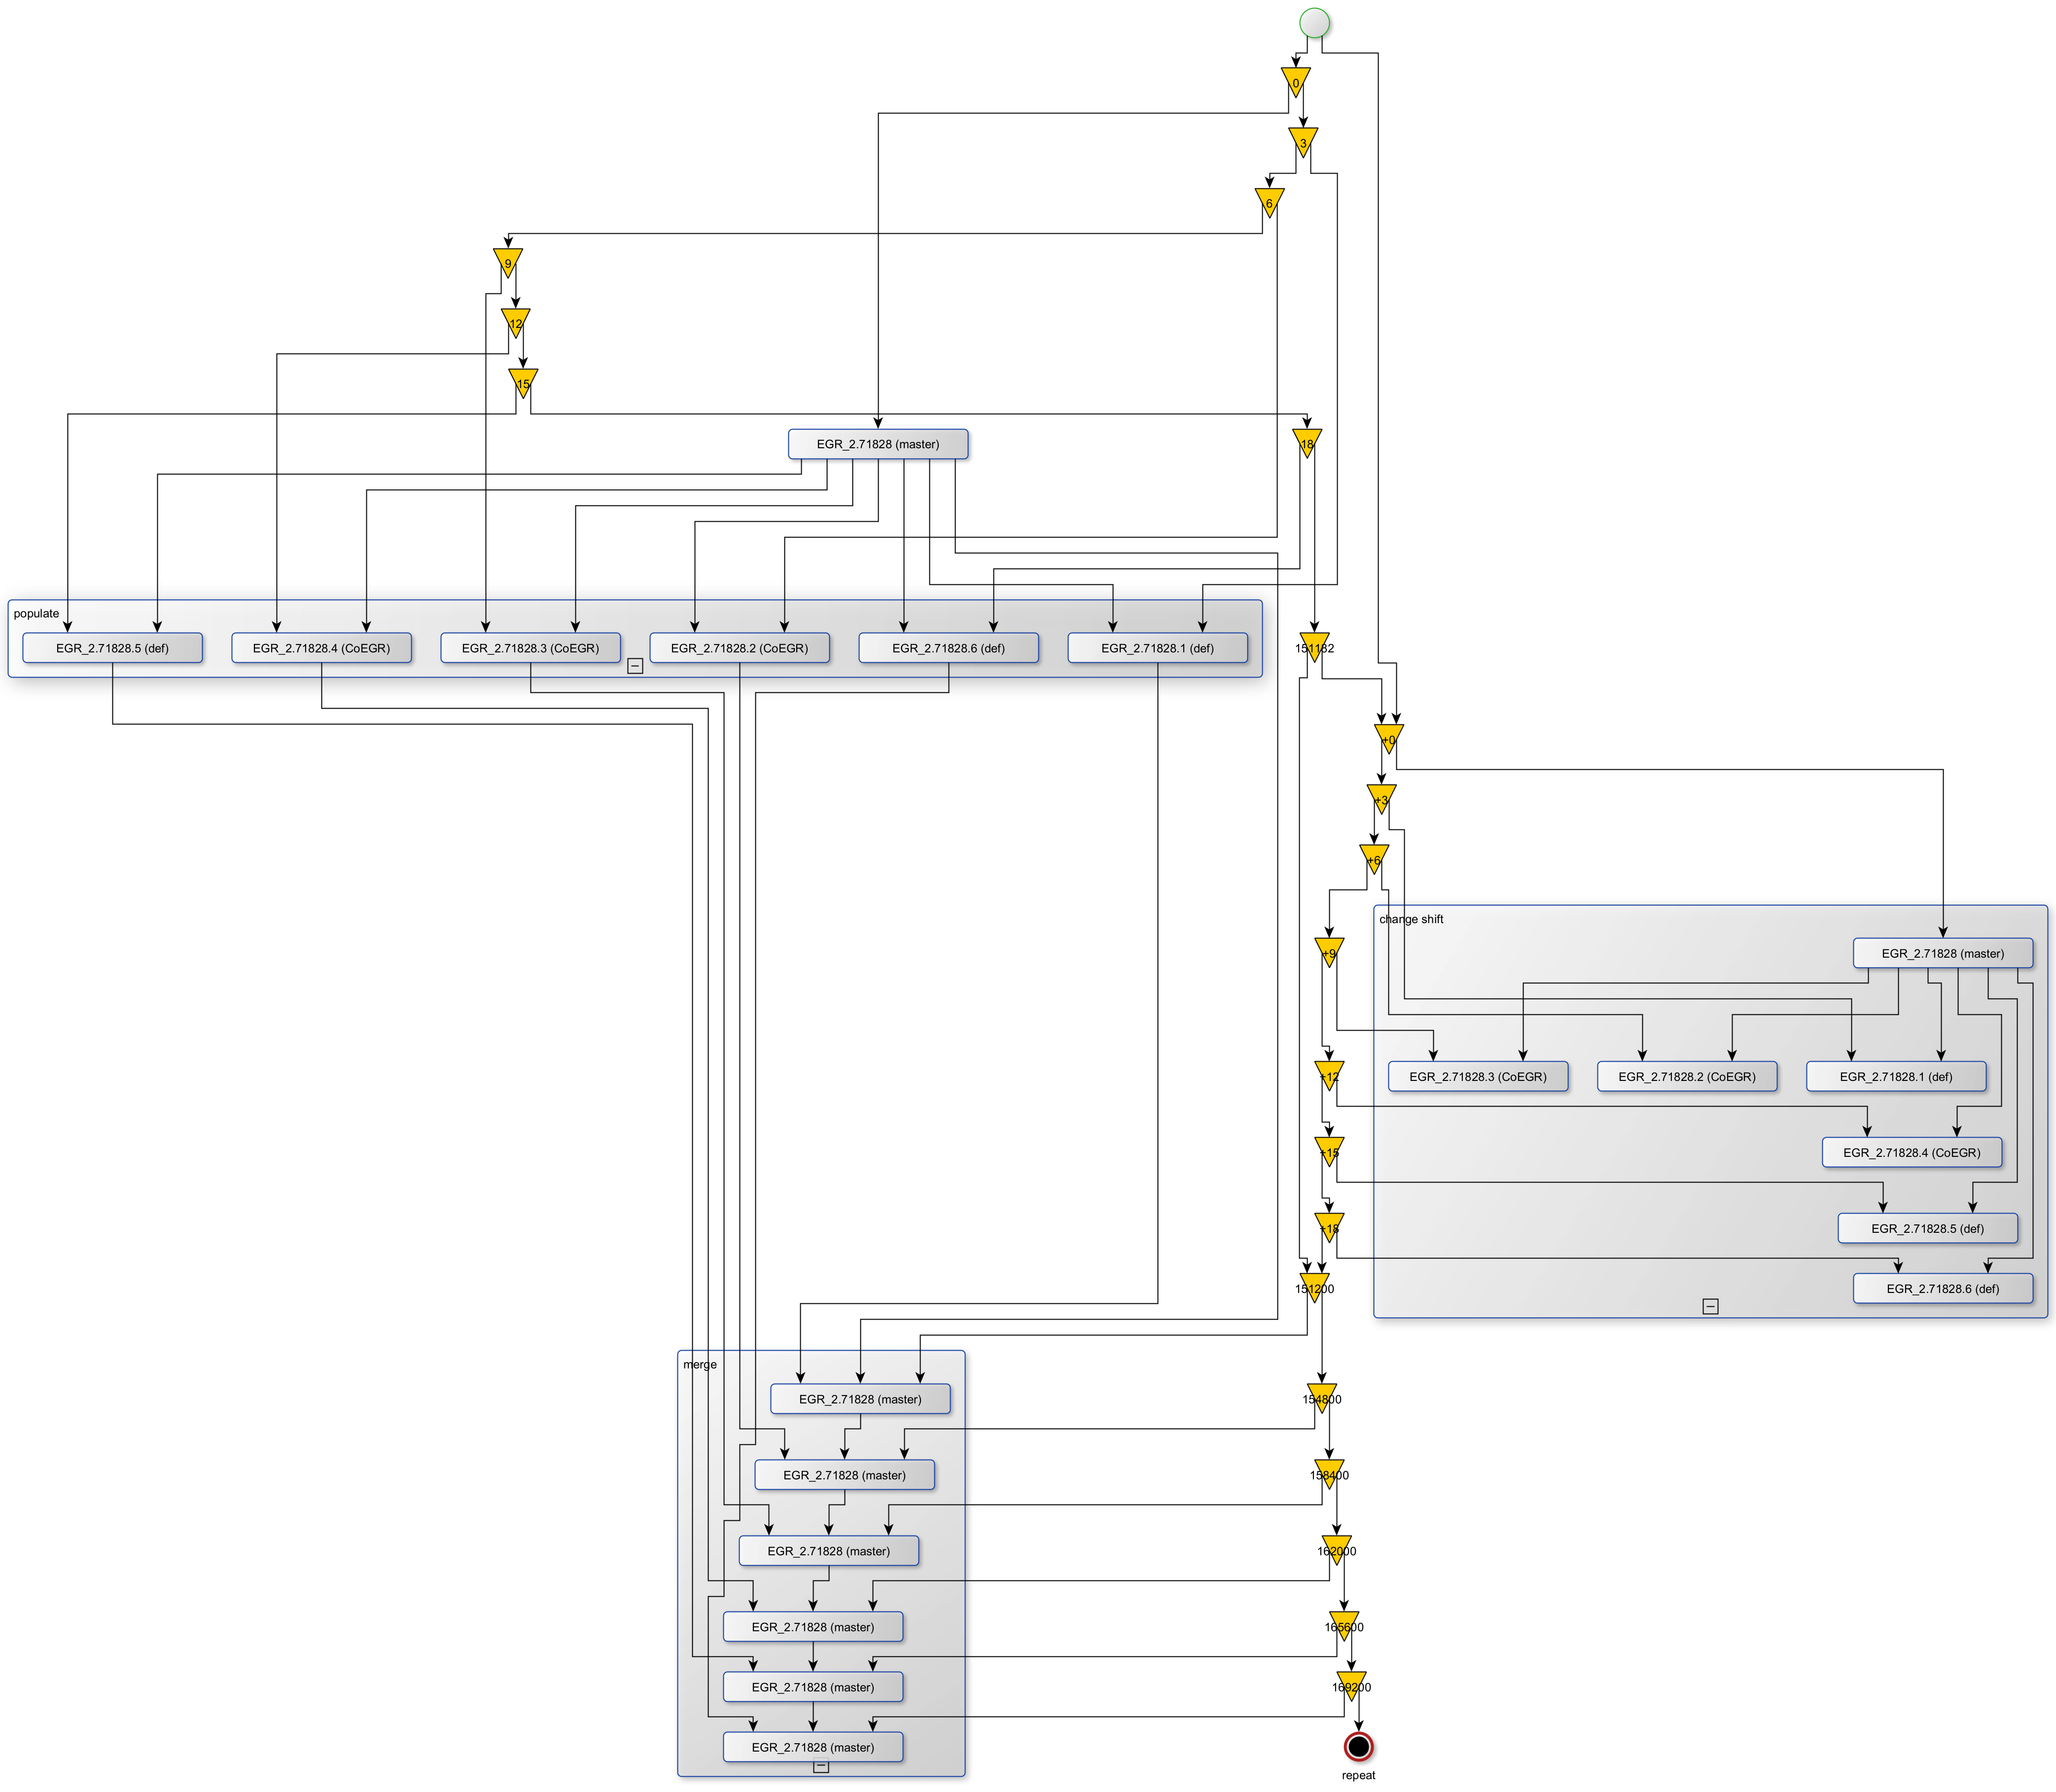 0
3
6
9
12
15
EGR_2.71828 (master)
18
populate
EGR_2.71828.5 (def)
EGR_2.71828.4 (CoEGR)
EGR_2.71828.3 (CoEGR)
EGR_2.71828.2 (CoEGR)
EGR_2.71828.6 (def)
EGR_2.71828.1 (def)
151182
+0
+3
+6
change shift
+9
EGR_2.71828 (master)
+12
EGR_2.71828.3 (CoEGR)
EGR_2.71828.2 (CoEGR)
EGR_2.71828.1 (def)
+15
EGR_2.71828.4 (CoEGR)
+18
EGR_2.71828.5 (def)
151200
EGR_2.71828.6 (def)
merge
EGR_2.71828 (master)
154800
EGR_2.71828 (master)
158400
EGR_2.71828 (master)
162000
EGR_2.71828 (master)
165600
EGR_2.71828 (master)
169200
EGR_2.71828 (master)
repeat